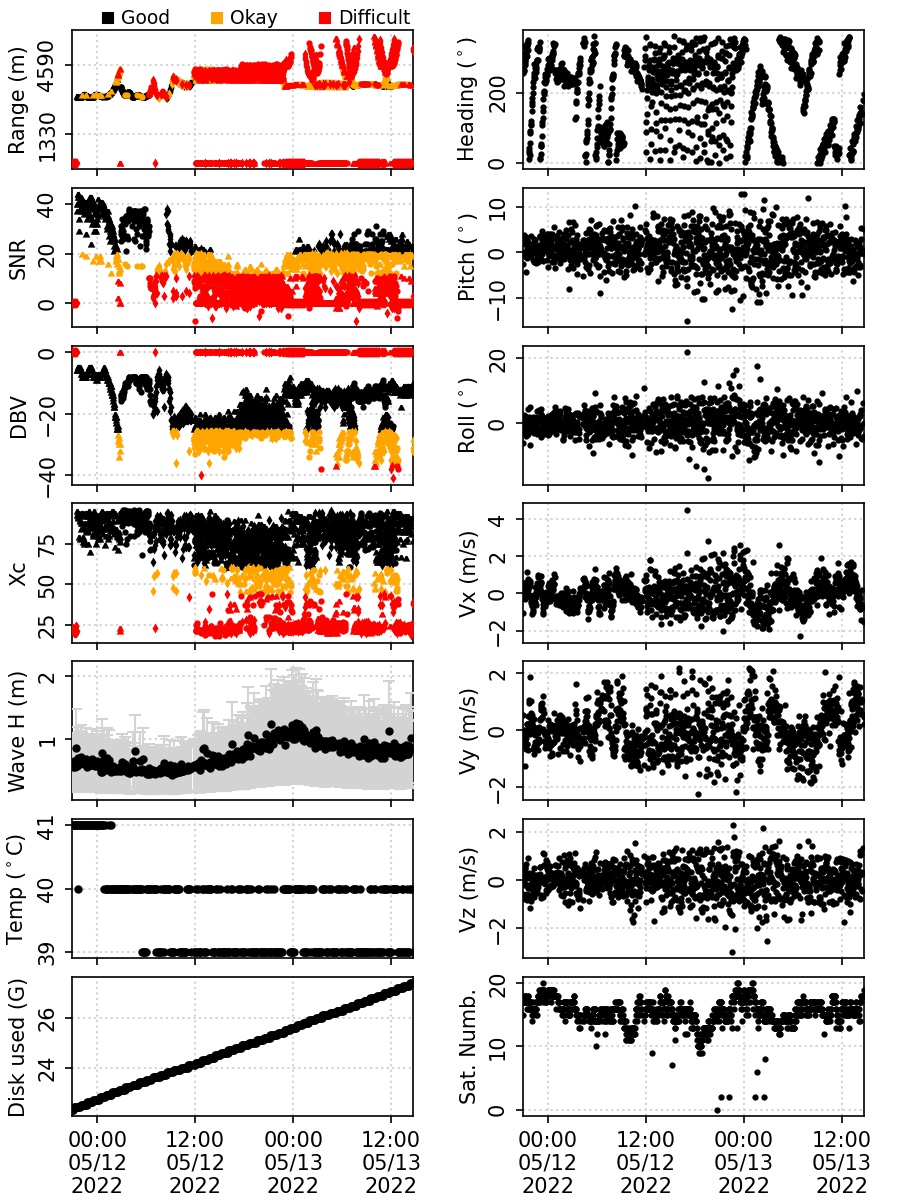 Good Okay Difficult
Range (m)
4590
1330
Heading (°)
200
0
SNR
40
20
0
Pitch (°)
10
0
−10
DBV
0
−20
−40
Roll (°)
20
0
Xc
75
50
25
Vx (m/s)
4
2
0
−2
Wave H (m)
2
1
Vy (m/s)
2
0
−2
Temp (°C)
41
40
39
Vz (m/s)
2
0
−2
Disk used (G)
26
24
Sat. Numb.
20
10
0
00:00 12:00 00:00 12:00
05/12 05/12 05/13 05/13
2022 2022 2022 2022
00:00 12:00 00:00 12:00
05/12 05/12 05/13 05/13
2022 2022 2022 2022